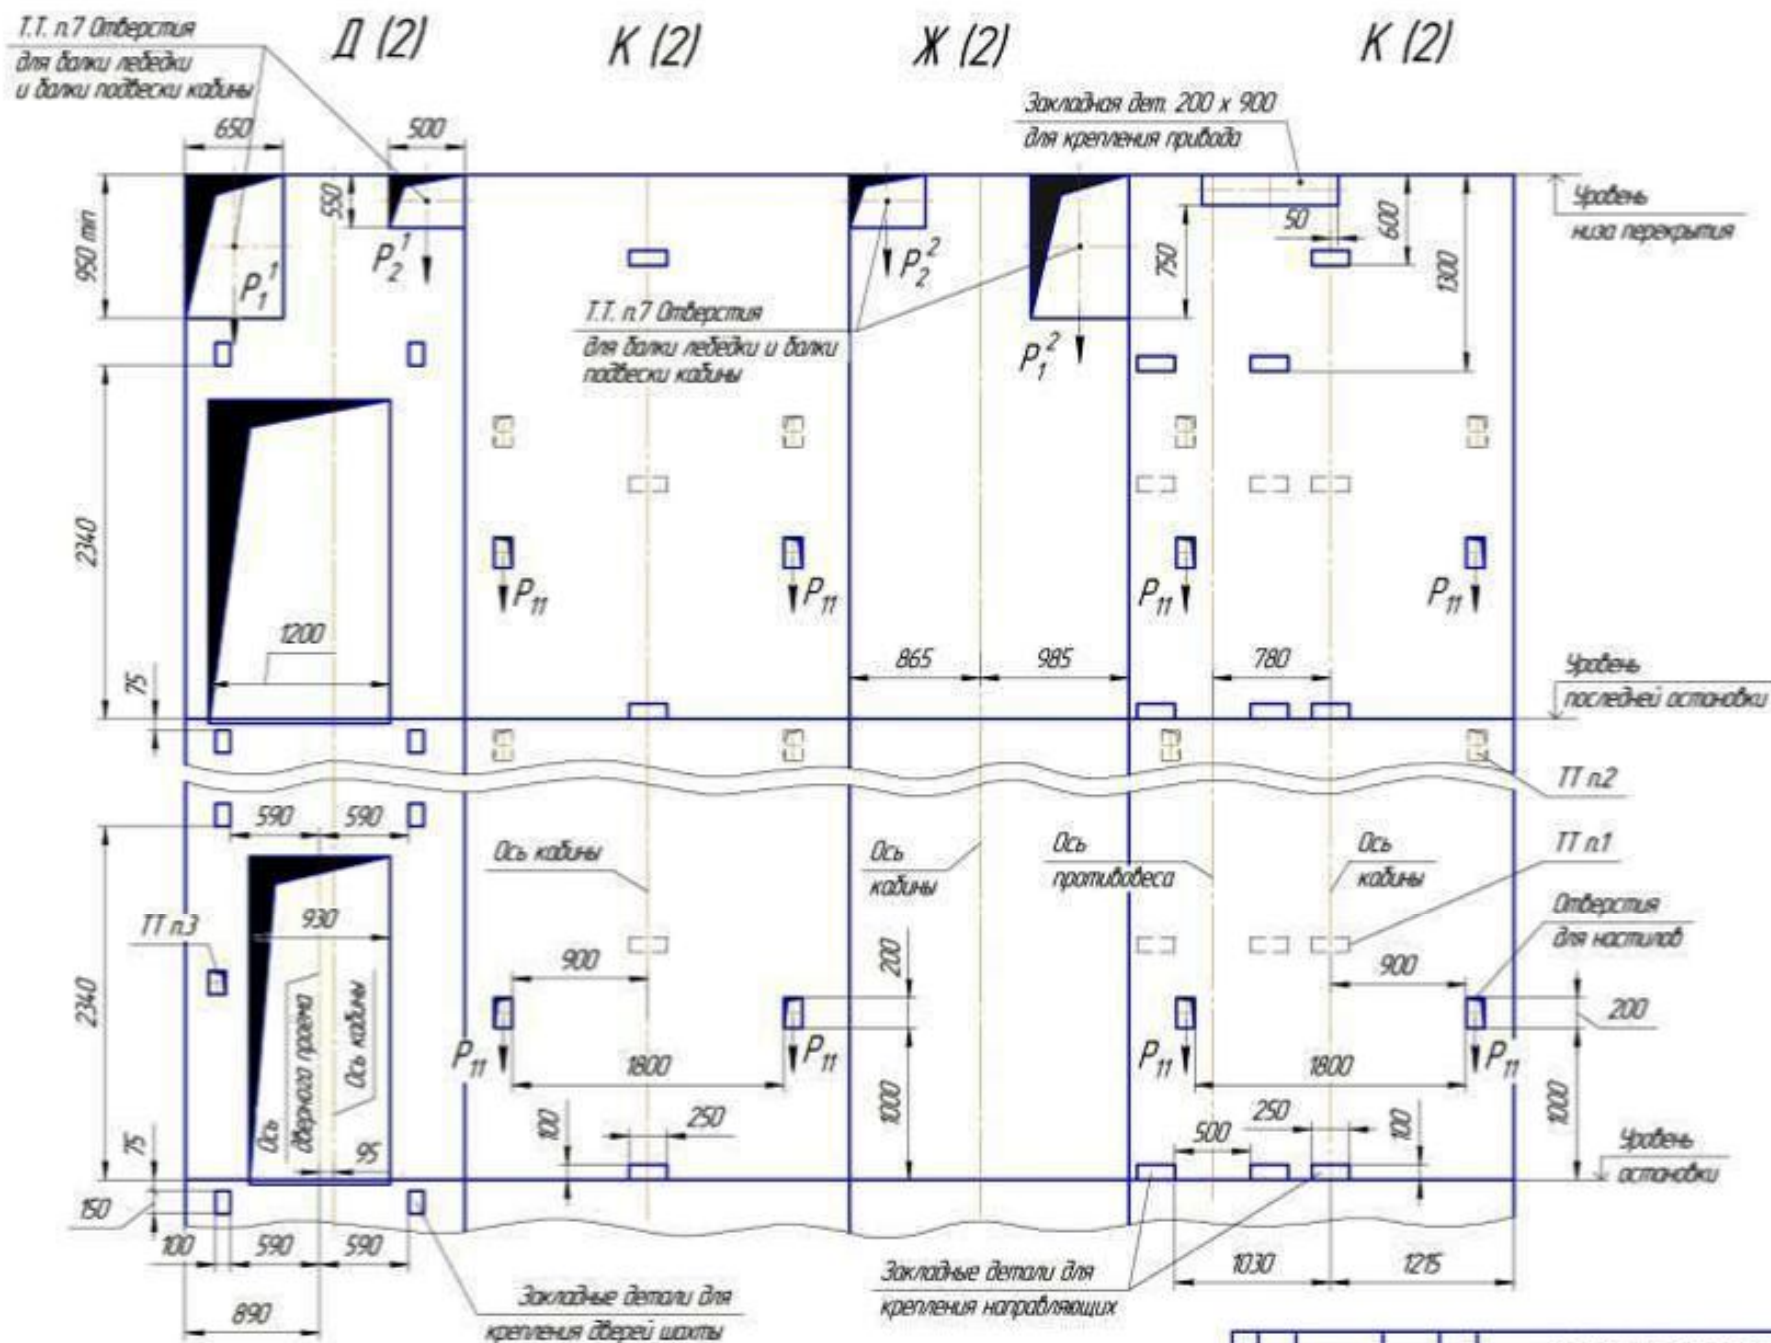 Т.Т. п.7 Отверстия
для балки лебедки
и балки подвески кабины
Д (2)
К (2)
Ж (2)
К (2)
Закладная дет. 200 х 900
для крепления привода
650
500
550
950 min
P₁¹
P₂¹
P₂²
P₁²
Т.Т. п.7 Отверстия
для балки лебедки и балки
подвески кабины
50
600
750
1300
Уровень
низа перекрытия
2340
1200
75
P₁₁
P₁₁
P₁₁
P₁₁
865
985
780
Уровень
последней остановки
ТТ п.2
590
590
Ось кабины
Ось
кабины
Ось
противовеса
Ось
кабины
ТТ п.1
Отверстия
для настилов
ТТ п.3
930
2340
900
200
900
200
Ось
дверного проема
Ось кабины
P₁₁
P₁₁
P₁₁
P₁₁
1800
1800
1000
1000
75
95
100
250
500
250
100
Уровень
остановки
150
100
590
590
890
Закладные детали для
крепления дверей шахты
Закладные детали для
крепления направляющих
1030
1215